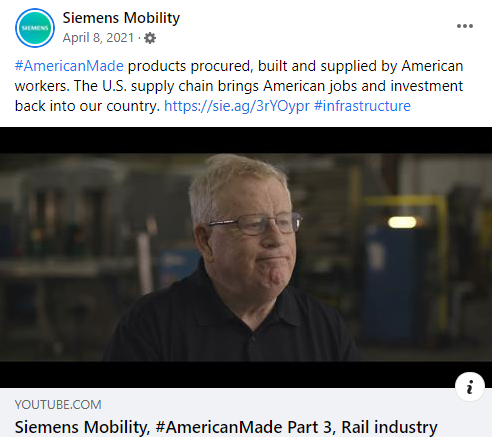 SIEMENS
Siemens Mobility
April 8, 2021 ·
#AmericanMade products procured, built and supplied by American
workers. The U.S. supply chain brings American jobs and investment
back into our country. https://sie.ag/3rYOypr #infrastructure
i
YOUTUBE.COM
Siemens Mobility, #AmericanMade Part 3, Rail industry